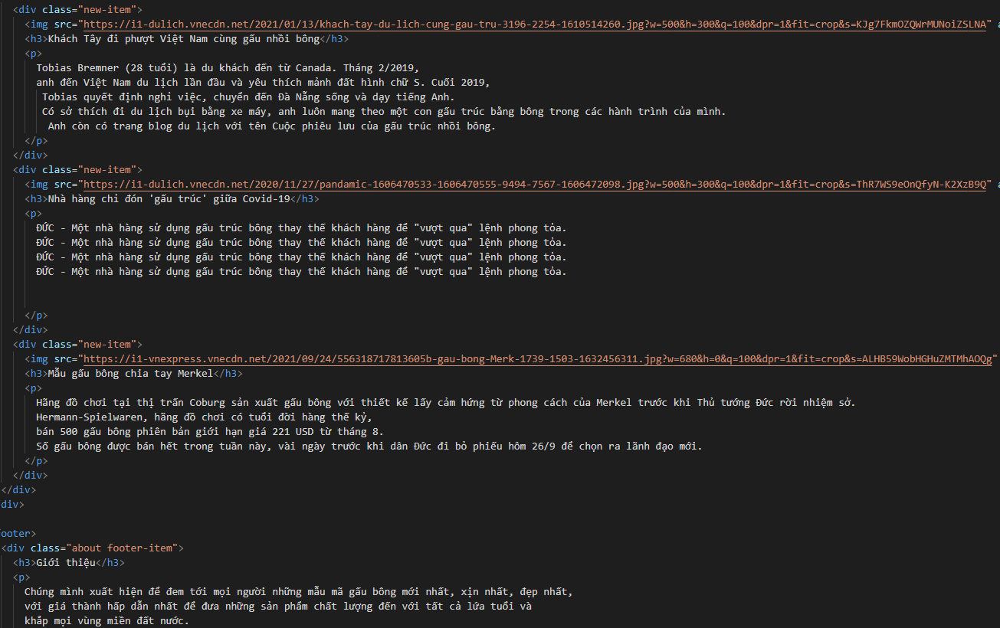 <div class="new-item">
<img src="https://i1-dulich.vnecdn.net/2021/01/13/khach-tay-du-lich-cung-gau-tru-3196-2254-1610514260.jpg?w=500&h=300&q=100&dpr=1&fit=crop&s=KJg7FkmOZQWrMUNoiZSLNA" a
<h3>Khách Tây đi phượt Việt Nam cùng gấu nhồi bông</h3>
<p>
Tobias Bremner (28 tuổi) là du khách đến từ Canada. Tháng 2/2019,
anh đến Việt Nam du lịch lần đầu và yêu thích mảnh đất hình chữ S. Cuối 2019,
Tobias quyết định nghi việc, chuyển đến Đà Nẵng sống và dạy tiếng Anh.
Có sở thích đi du lịch bụi bằng xe máy, anh luôn mang theo một con gấu trúc bằng bông trong các hành trình của mình.
Anh còn có trang blog du lịch với tên Cuộc phiêu lưu của gấu trúc nhồi bông.
</p>
</div>
<div class="new-item">
<img src="https://i1-dulich.vnecdn.net/2020/11/27/pandamic-1606470533-1606470555-9494-7567-1606472098.jpg?w=500&h=300&q=100&dpr=1&fit=crop&s=ThR7WS9eOnQfyN-K2XzB9Q" a
<h3>Nhà hàng chỉ đón 'gấu trúc' giữa Covid-19</h3>
<p>
ĐỨC - Một nhà hàng sử dụng gấu trúc bông thay thế khách hàng để "vượt qua" lệnh phong tỏa.
ĐỨC - Một nhà hàng sử dụng gấu trúc bông thay thế khách hàng để "vượt qua" lệnh phong tỏa.
ĐỨC - Một nhà hàng sử dụng gấu trúc bông thay thế khách hàng để "vượt qua" lệnh phong tỏa.
ĐỨC - Một nhà hàng sử dụng gấu trúc bông thay thế khách hàng để "vượt qua" lệnh phong tỏa.
</p>
</div>
<div class="new-item">
<img src="https://i1-vnexpress.vnecdn.net/2021/09/24/556318717813605b-gau-bong-Merk-1739-1503-1632456311.jpg?w=680&h=0&q=100&dpr=1&fit=crop&s=ALHB59WobHGHuZMTMhAOQg"
<h3>Mẫu gấu bông chia tay Merkel</h3>
<p>
Hãng đồ chơi tại thị trấn Coburg sản xuất gấu bông với thiết kế lấy cảm hứng từ phong cách của Merkel trước khi Thủ tướng Đức rời nhiệm sở.
Hermann-Spielwaren, hãng đồ chơi có tuổi đời hàng thế kỷ,
bán 500 gấu bông phiên bản giới hạn giá 221 USD từ tháng 8.
Số gấu bông được bán hết trong tuần này, vài ngày trước khi dân Đức đi bỏ phiếu hôm 26/9 để chọn ra lãnh đạo mới.
</p>
</div>
</div>
div>
ooter>
<div class="about footer-item">
<h3>Giới thiệu</h3>
<p>
Chúng mình xuất hiện để đem tới mọi người những mẫu mã gấu bông mới nhất, xịn nhất, đẹp nhất,
với giá thành hấp dẫn nhất để đưa những sản phẩm chất lượng đến với tất cả lứa tuổi và
khắp mọi vùng miền đất nước.